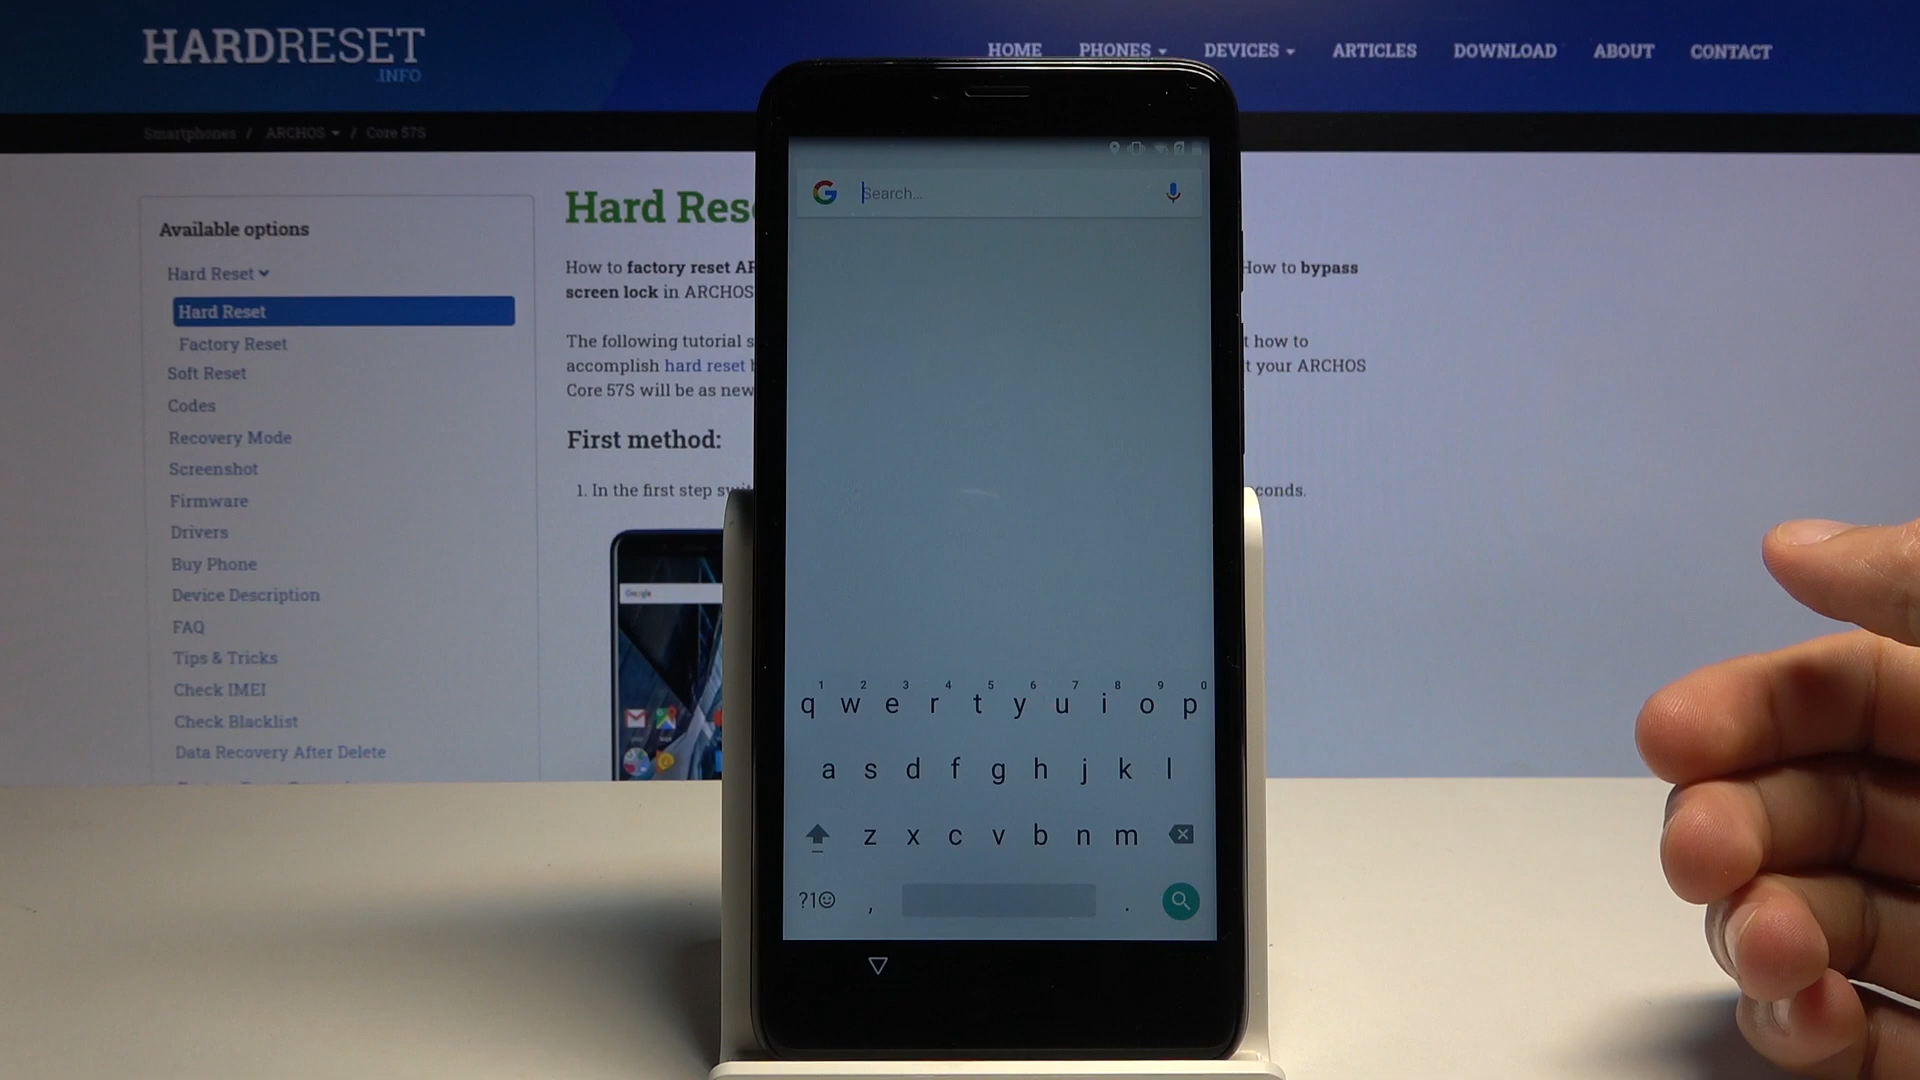 HARDRESET
.INFO
HOME PHONES DEVICES ARTICLES DOWNLOAD ABOUT CONTACT
Smartphones / ARCHOS / Core 57S
Available options
Hard Reset
Hard Reset
Factory Reset
Soft Reset
Codes
Recovery Mode
Screenshot
Firmware
Drivers
Buy Phone
Device Description
FAQ
Tips & Tricks
Check IMEI
Check Blacklist
Data Recovery After Delete
Hard Res
How to factory reset AR
How to bypass
screen lock in ARCHOS
The following tutorial s
t how to
accomplish hard reset
t your ARCHOS
Core 57S will be as new
First method:
1. In the first step swit
conds.
Google
Search...
1 2 3 4 5 6 7 8 9 0
q w e r t y u i o p
a s d f g h j k l
z x c v b n m
?1☺ , .